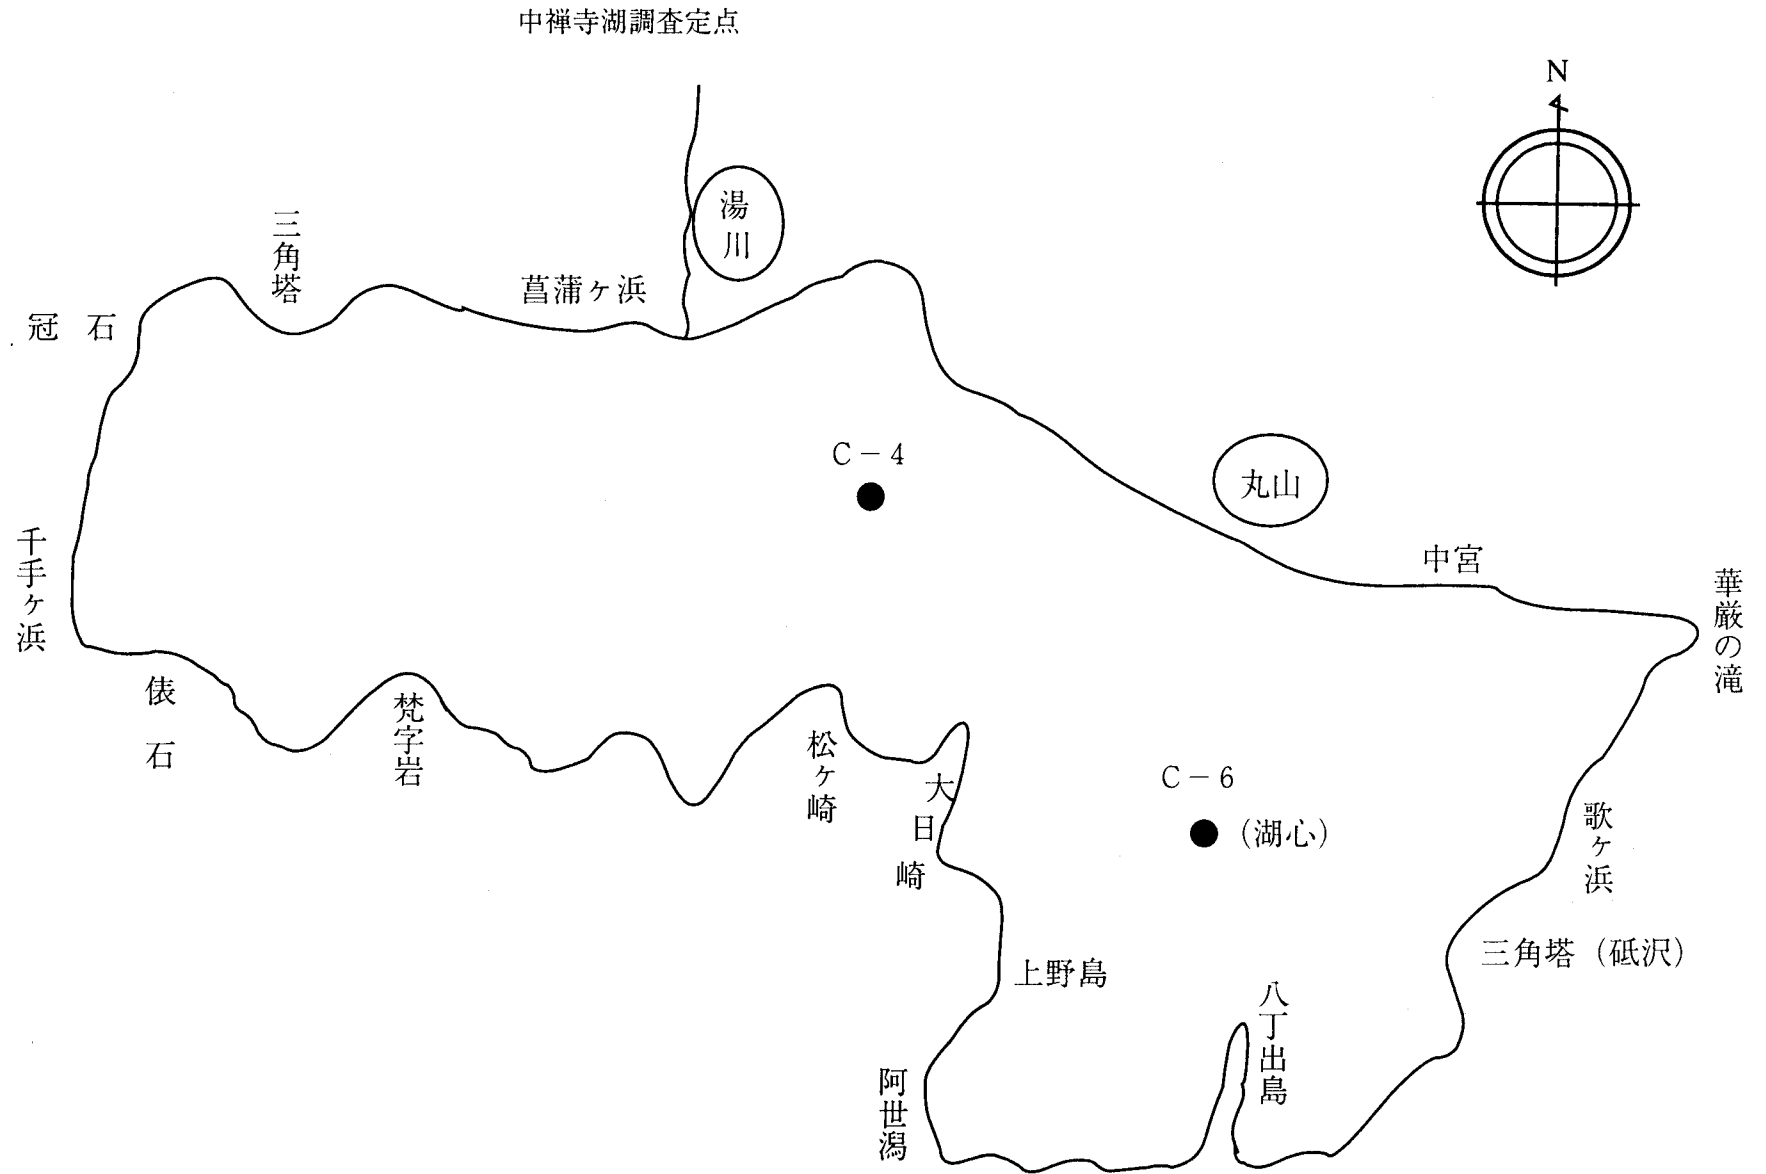 中禅寺湖調査定点
N
湯川
三角塔
菖蒲ヶ浜
冠石
C-4
丸山
千手ヶ浜
中宮
華厳の滝
俵石
梵字岩
松ヶ崎
大日崎
C-6
(湖心)
歌ヶ浜
三角塔(砥沢)
上野島
八丁出島
阿世潟